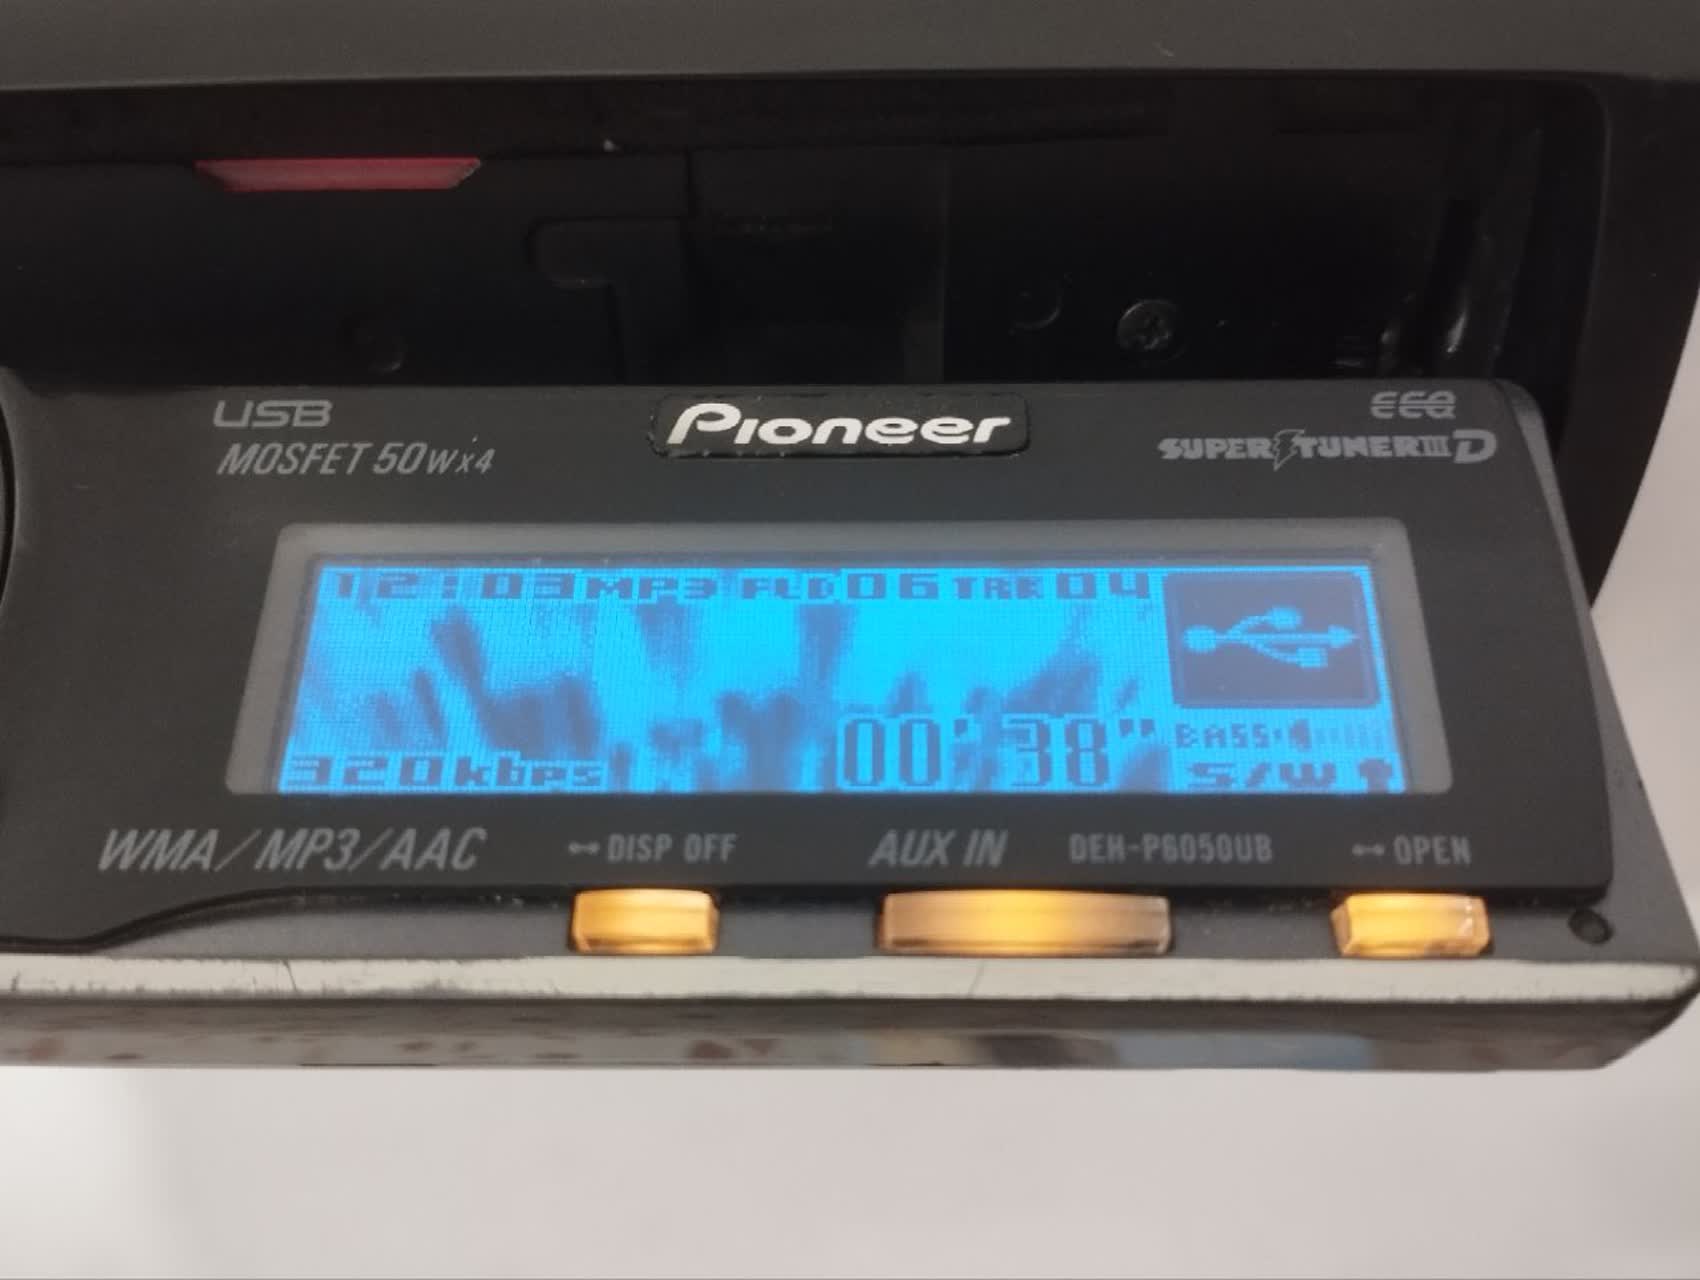 USB
MOSFET 50Wx4
Pioneer
EEQ
SUPER TUNER III D
12:03 MP3 FLD 06 TRK 04
00'38"
BASS
320kbps
S/W
WMA/MP3/AAC
DISP OFF
AUX IN
DEH-P6050UB
OPEN